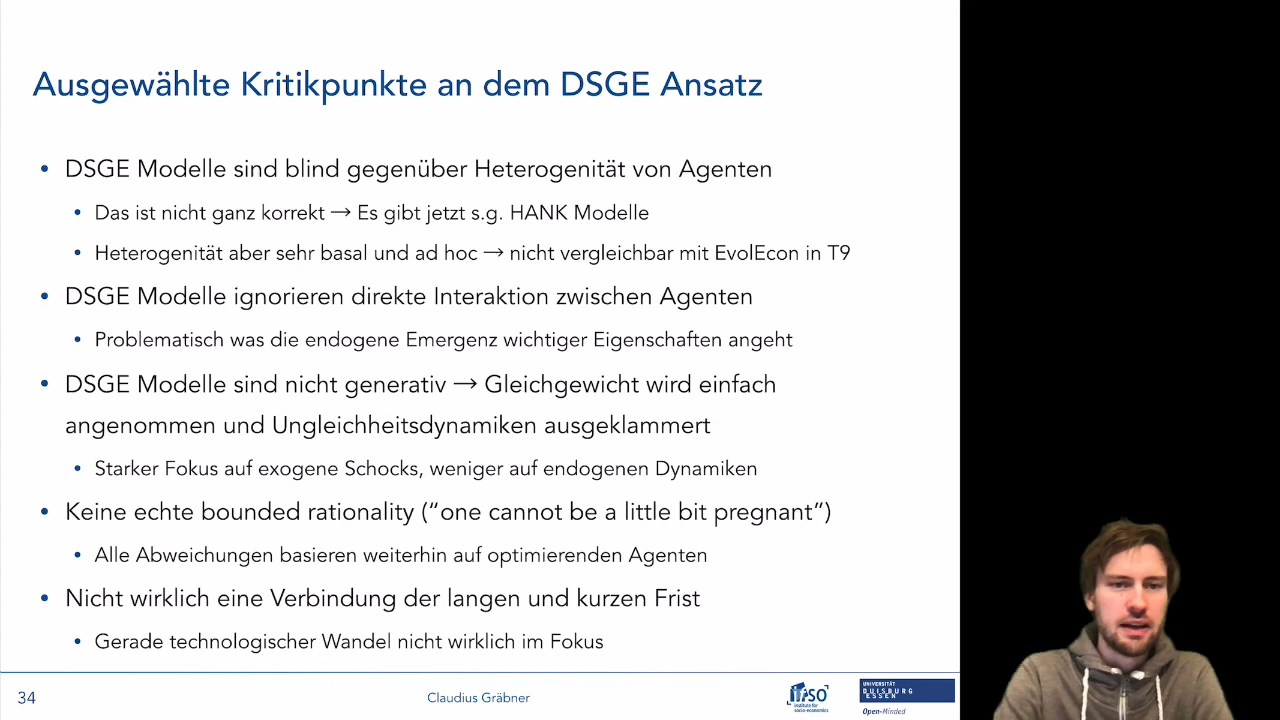 Ausgewählte Kritikpunkte an dem DSGE Ansatz
• DSGE Modelle sind blind gegenüber Heterogenität von Agenten
• Das ist nicht ganz korrekt → Es gibt jetzt s.g. HANK Modelle
• Heterogenität aber sehr basal und ad hoc → nicht vergleichbar mit EvolEcon in T9
• DSGE Modelle ignorieren direkte Interaktion zwischen Agenten
• Problematisch was die endogene Emergenz wichtiger Eigenschaften angeht
• DSGE Modelle sind nicht generativ → Gleichgewicht wird einfach
angenommen und Ungleichheitsdynamiken ausgeklammert
• Starker Fokus auf exogene Schocks, weniger auf endogenen Dynamiken
• Keine echte bounded rationality (“one cannot be a little bit pregnant”)
• Alle Abweichungen basieren weiterhin auf optimierenden Agenten
• Nicht wirklich eine Verbindung der langen und kurzen Frist
• Gerade technologischer Wandel nicht wirklich im Fokus
34
Claudius Gräbner
ifso
institute for
socio-economics
UNIVERSITÄT
DUISBURG
ESSEN
Open-Minded